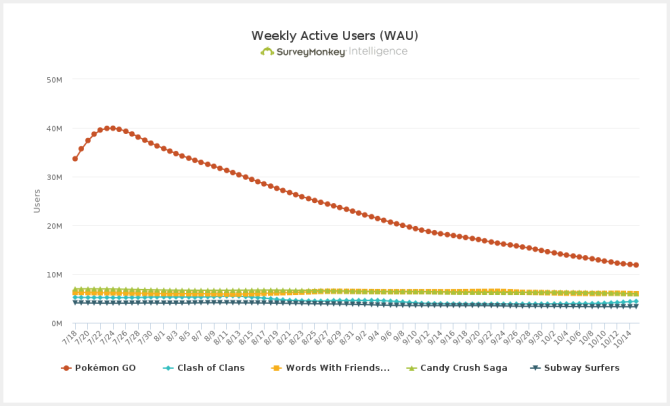 Weekly Active Users (WAU)
SurveyMonkey Intelligence
50M
40M
30M
20M
10M
0M
Users
7/18 7/20 7/22 7/24 7/26 7/28 7/30 8/1 8/3 8/5 8/7 8/9 8/11 8/13 8/15 8/17 8/19 8/21 8/23 8/25 8/27 8/29 8/31 9/2 9/4 9/6 9/8 9/10 9/12 9/14 9/16 9/18 9/20 9/22 9/24 9/26 9/28 9/30 10/2 10/4 10/6 10/8 10/10 10/12 10/14
Pokémon GO Clash of Clans Words With Friends... Candy Crush Saga Subway Surfers